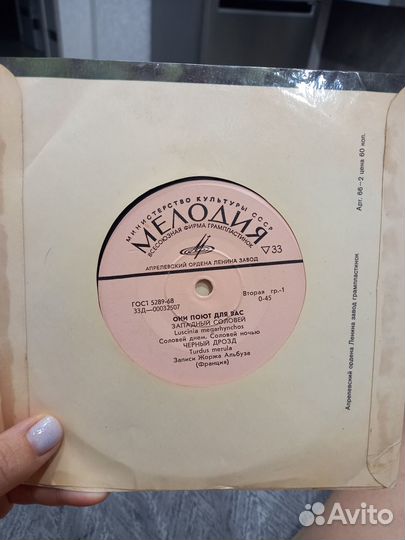 МИНИСТЕРСТВО КУЛЬТУРЫ СССР
МЕЛОДИЯ
ВСЕСОЮЗНАЯ ФИРМА ГРАМПЛАСТИНОК
▽33
АПРЕЛЕВСКИЙ ОРДЕНА ЛЕНИНА ЗАВОД
ГОСТ 5289-68
33Д—00032507
Вторая гр.-1
0-45
ОНИ ПОЮТ ДЛЯ ВАС
ЗАПАДНЫЙ СОЛОВЕЙ
Luscinia megarhynchos
Соловей днем. Соловей ночью
ЧЕРНЫЙ ДРОЗД
Turdus merula
Записи Жоржа Альбуза
(Франция)
Апрелевский ордена Ленина завод грампластинок
Арт. 66—2 цена 60 коп.
Avito